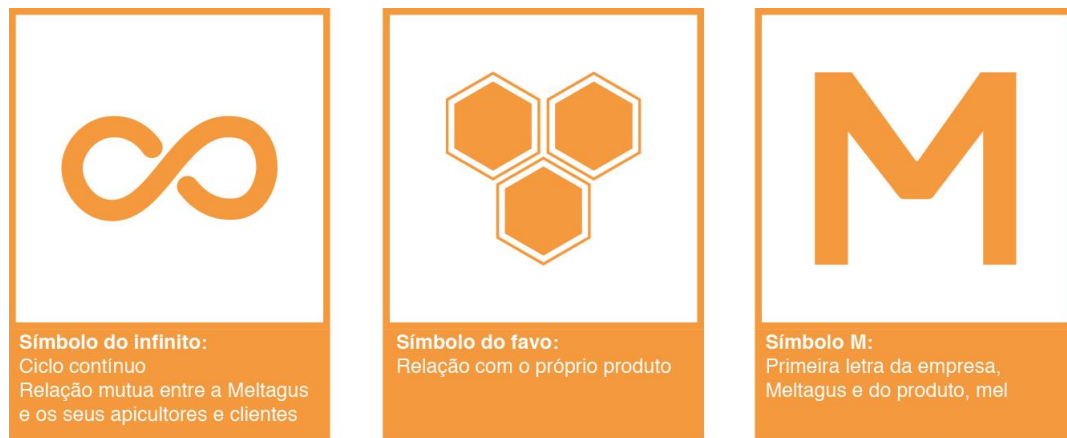 M
Símbolo do infinito:
Ciclo contínuo
Relação mutua entre a Meltagus
e os seus apicultores e clientes
Símbolo do favo:
Relação com o próprio produto
Símbolo M:
Primeira letra da empresa,
Meltagus e do produto, mel